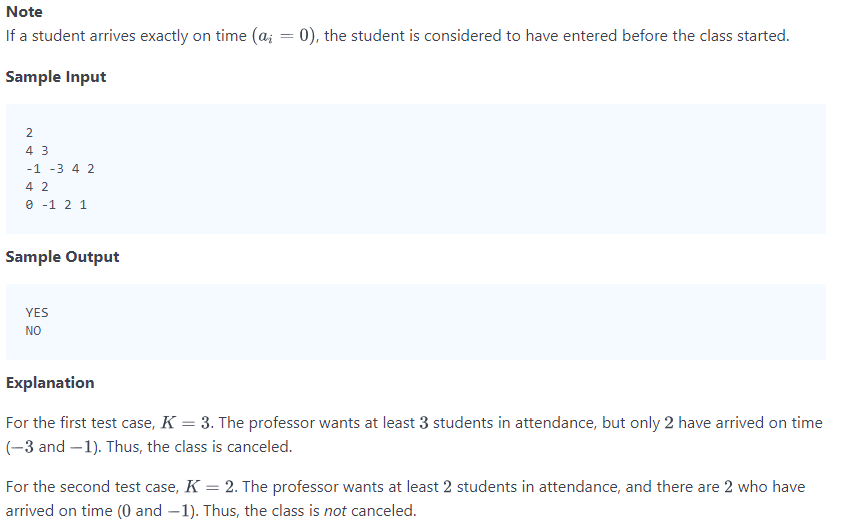 Note
If a student arrives exactly on time (aᵢ = 0), the student is considered to have entered before the class started.
Sample Input
2
4 3
-1 -3 4 2
4 2
0 -1 2 1
Sample Output
YES
NO
Explanation
For the first test case, K = 3. The professor wants at least 3 students in attendance, but only 2 have arrived on time
(−3 and −1). Thus, the class is canceled.
For the second test case, K = 2. The professor wants at least 2 students in attendance, and there are 2 who have
arrived on time (0 and −1). Thus, the class is not canceled.